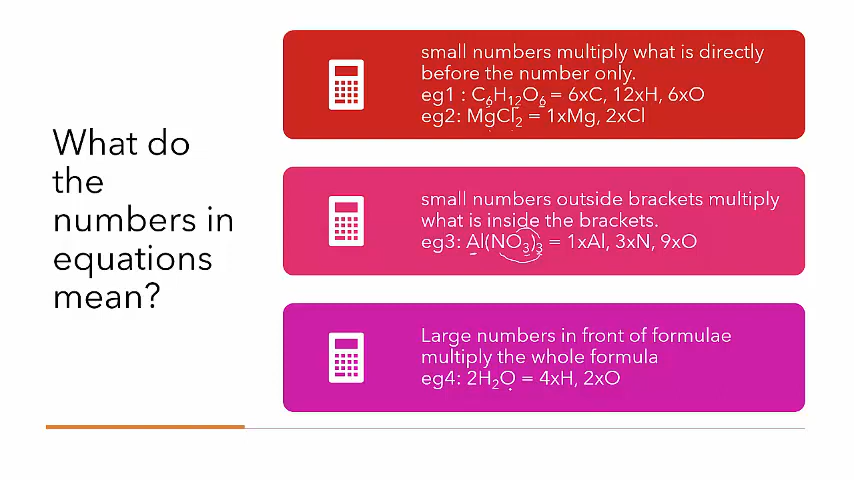 What do
the
numbers in
equations
mean?
small numbers multiply what is directly
before the number only.
eg1 : C₆H₁₂O₆ = 6xC, 12xH, 6xO
eg2: MgCl₂ = 1xMg, 2xCl
small numbers outside brackets multiply
what is inside the brackets.
eg3: Al(NO₃)₃ = 1xAl, 3xN, 9xO
Large numbers in front of formulae
multiply the whole formula
eg4: 2H₂O = 4xH, 2xO